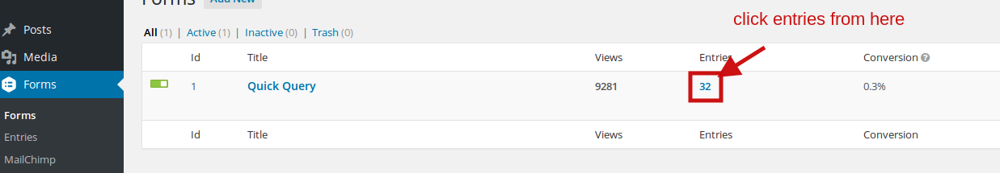 Forms Add New
click entries from here
All (1) | Active (1) | Inactive (0) | Trash (0)
Posts
Media
Forms
Forms
Entries
MailChimp
Id Title Views Entries Conversion ?
1 Quick Query 9281 32 0.3%
Id Title Views Entries Conversion